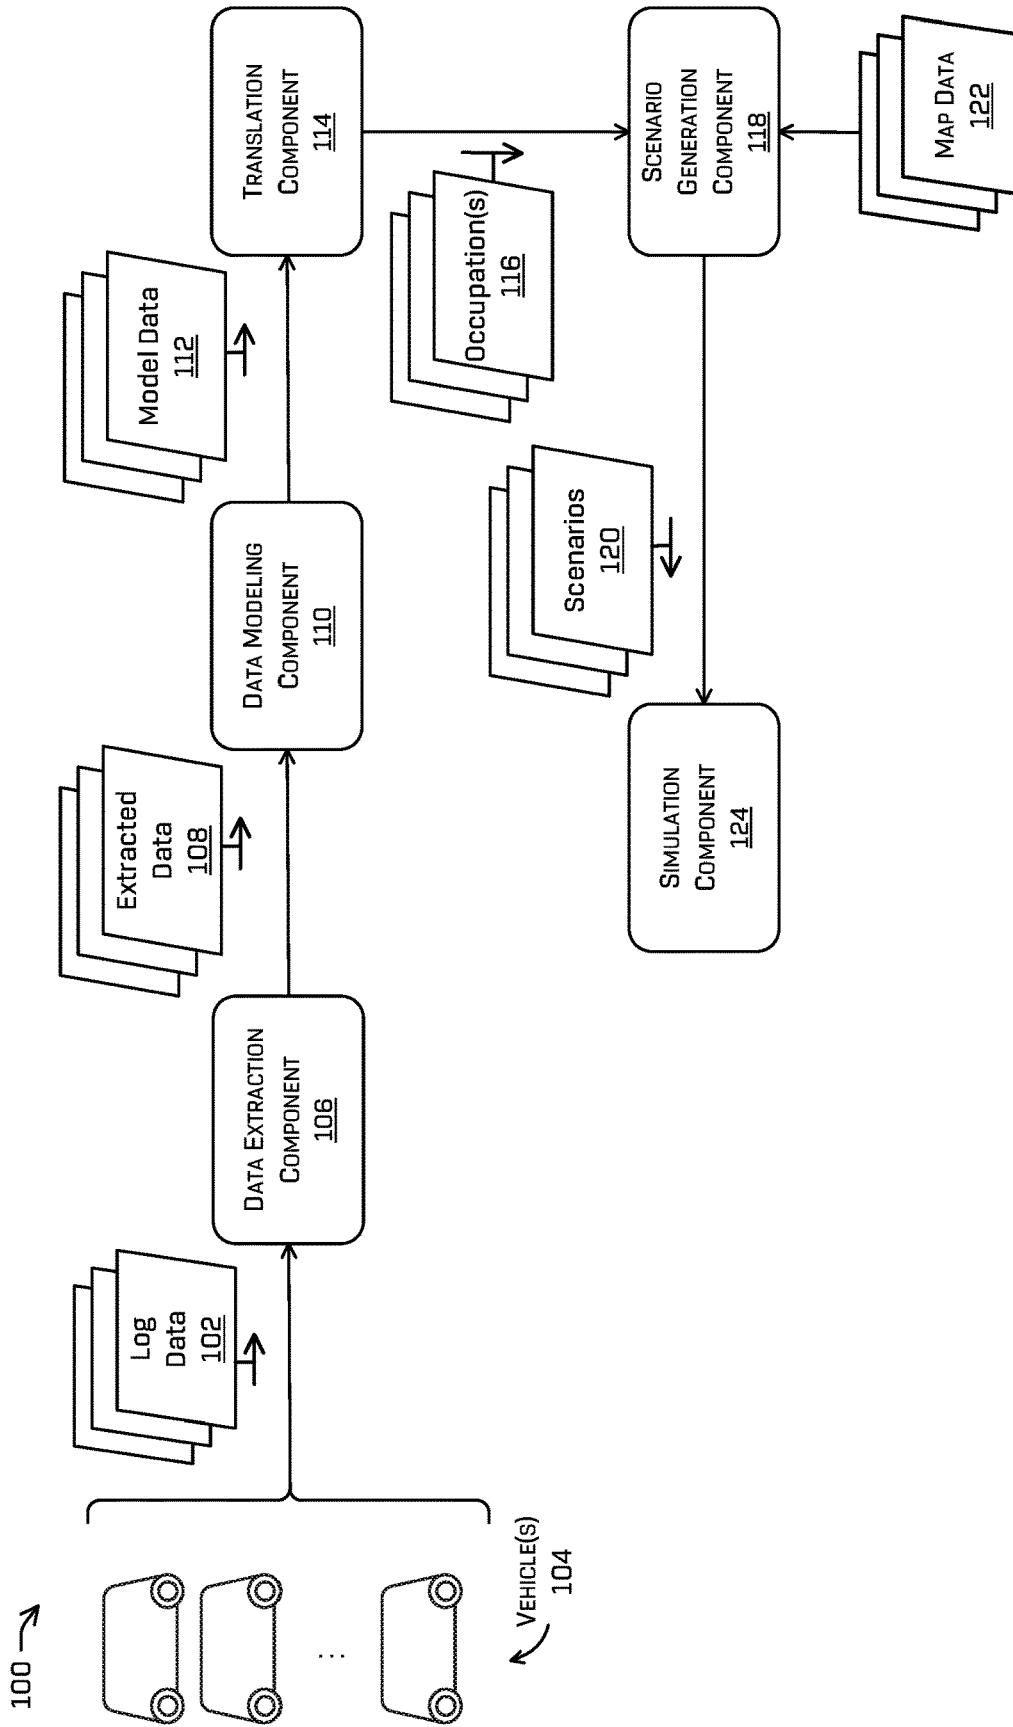 100
VEHICLE(S)
104
Log
Data
102
DATA EXTRACTION
COMPONENT
106
Extracted
Data
108
DATA MODELING
COMPONENT
110
Model Data
112
TRANSLATION
COMPONENT
114
Occupation(s)
116
SCENARIO
GENERATION
COMPONENT
118
MAP DATA
122
Scenarios
120
SIMULATION
COMPONENT
124
...